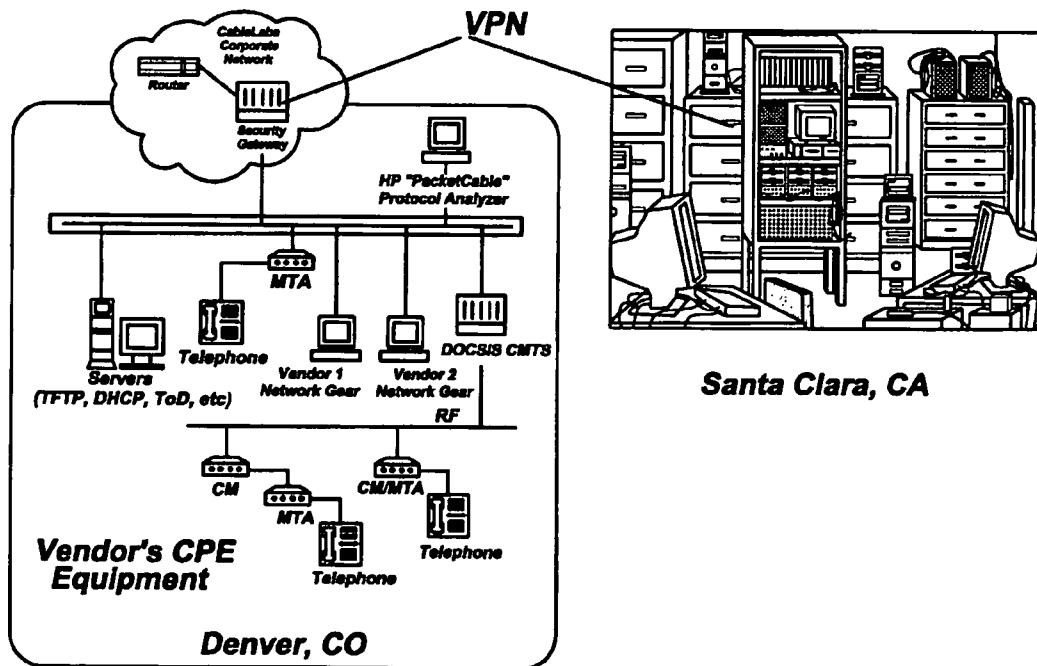 CableLabs
Corporate
Network
VPN
Router
Security
Gateway
HP "PacketCable"
Protocol Analyzer
MTA
Telephone
Servers
(TFTP, DHCP, ToD, etc)
Vendor 1
Network Gear
Vendor 2
Network Gear
DOCSIS CMTS
RF
CM
MTA
Telephone
CM/MTA
Telephone
Vendor's CPE
Equipment
Denver, CO
Santa Clara, CA